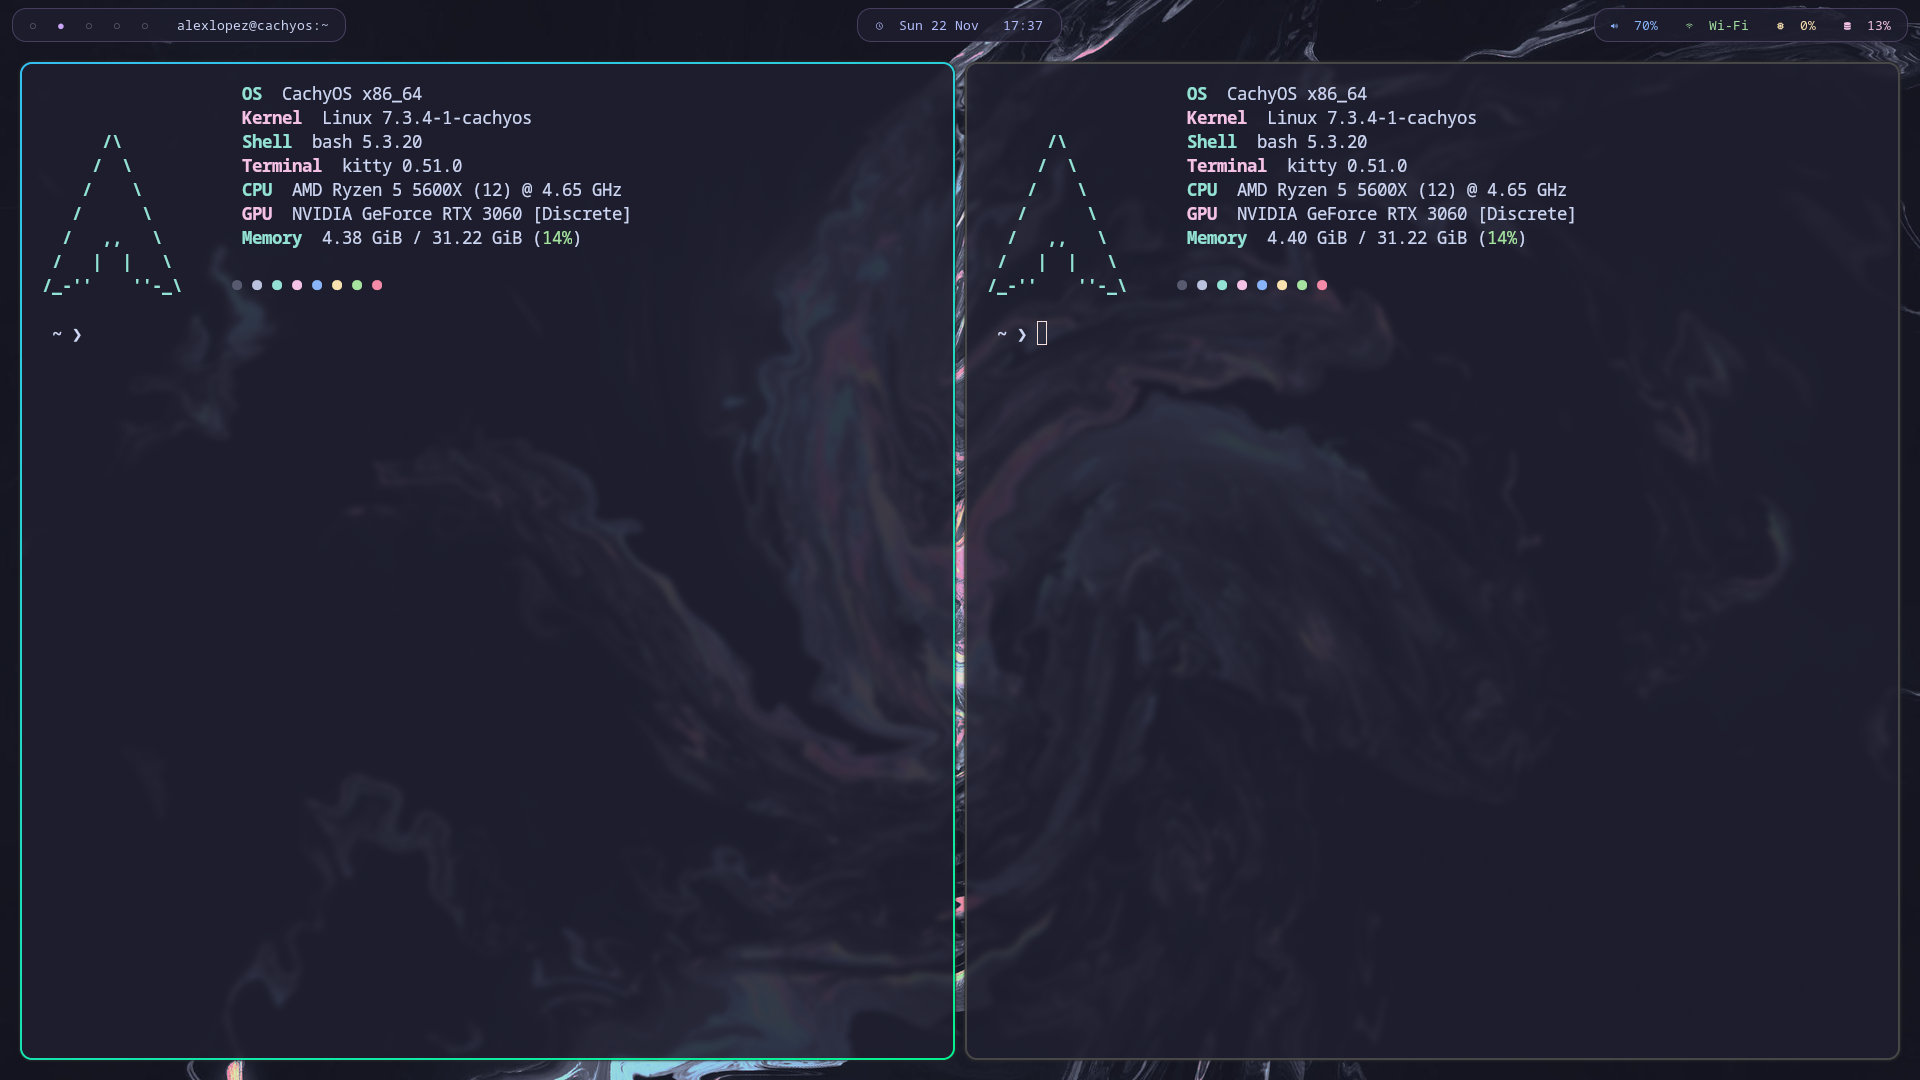 alexlopez@cachyos:~
Sun 22 Nov 17:37
70% Wi-Fi 0% 13%
OS CachyOS x86_64
Kernel Linux 7.3.4-1-cachyos
Shell bash 5.3.20
Terminal kitty 0.51.0
CPU AMD Ryzen 5 5600X (12) @ 4.65 GHz
GPU NVIDIA GeForce RTX 3060 [Discrete]
Memory 4.38 GiB / 31.22 GiB (14%)
~ ❯
OS CachyOS x86_64
Kernel Linux 7.3.4-1-cachyos
Shell bash 5.3.20
Terminal kitty 0.51.0
CPU AMD Ryzen 5 5600X (12) @ 4.65 GHz
GPU NVIDIA GeForce RTX 3060 [Discrete]
Memory 4.40 GiB / 31.22 GiB (14%)
~ ❯